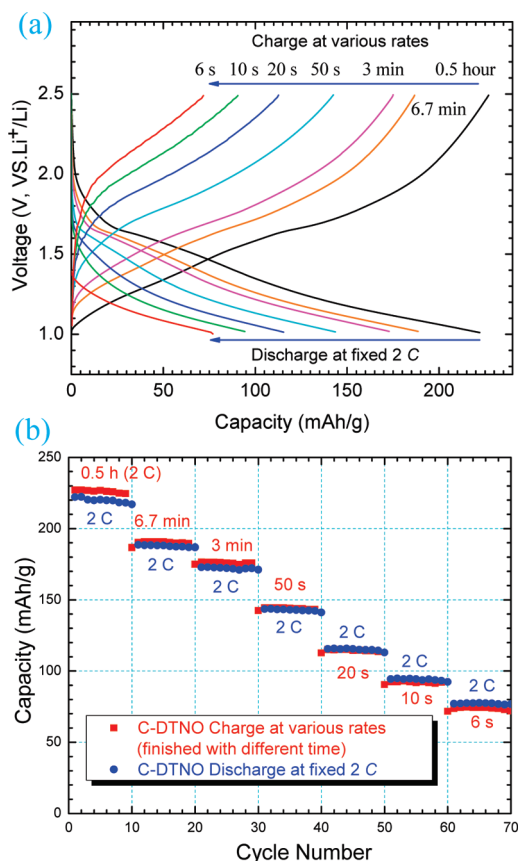 (a)
Charge at various rates
6 s 10 s 20 s 50 s 3 min 0.5 hour
6.7 min
2.5
2.0
1.5
1.0
Voltage (V, VS.Li⁺/Li)
Discharge at fixed 2 C
0 50 100 150 200
Capacity (mAh/g)
(b)
250
200
150
100
50
0
Capacity (mAh/g)
0.5 h (2 C)
2 C
6.7 min
2 C
3 min
2 C
50 s
2 C
2 C
20 s
2 C
10 s
2 C
6 s
C-DTNO Charge at various rates
(finished with different time)
C-DTNO Discharge at fixed 2 C
0 10 20 30 40 50 60 70
Cycle Number